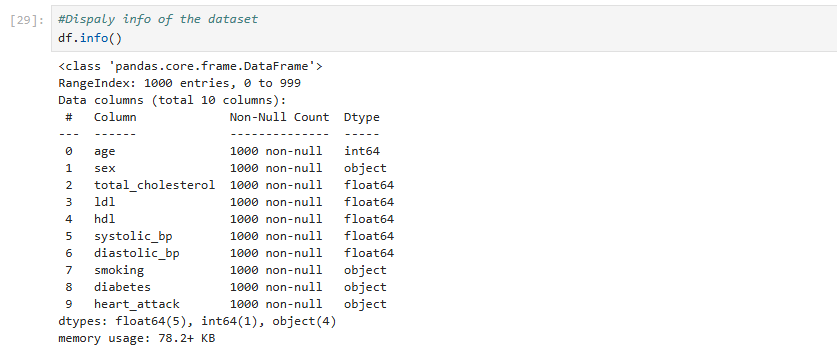 [29]: #Dispaly info of the dataset
df.info()
<class 'pandas.core.frame.DataFrame'>
RangeIndex: 1000 entries, 0 to 999
Data columns (total 10 columns):
 #   Column             Non-Null Count  Dtype
---  ------             --------------  -----
 0   age                1000 non-null   int64
 1   sex                1000 non-null   object
 2   total_cholesterol  1000 non-null   float64
 3   ldl                1000 non-null   float64
 4   hdl                1000 non-null   float64
 5   systolic_bp        1000 non-null   float64
 6   diastolic_bp       1000 non-null   float64
 7   smoking            1000 non-null   object
 8   diabetes           1000 non-null   object
 9   heart_attack       1000 non-null   object
dtypes: float64(5), int64(1), object(4)
memory usage: 78.2+ KB